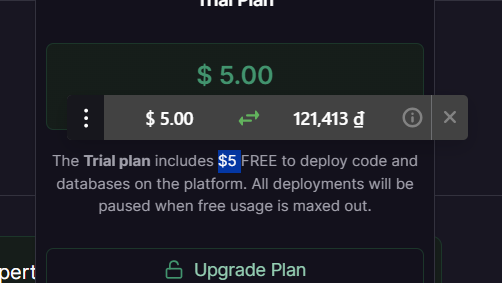 Trial Plan
$ 5.00
$ 5.00 121,413 ₫
The Trial plan includes $5 FREE to deploy code and
databases on the platform. All deployments will be
paused when free usage is maxed out.
pert
Upgrade Plan